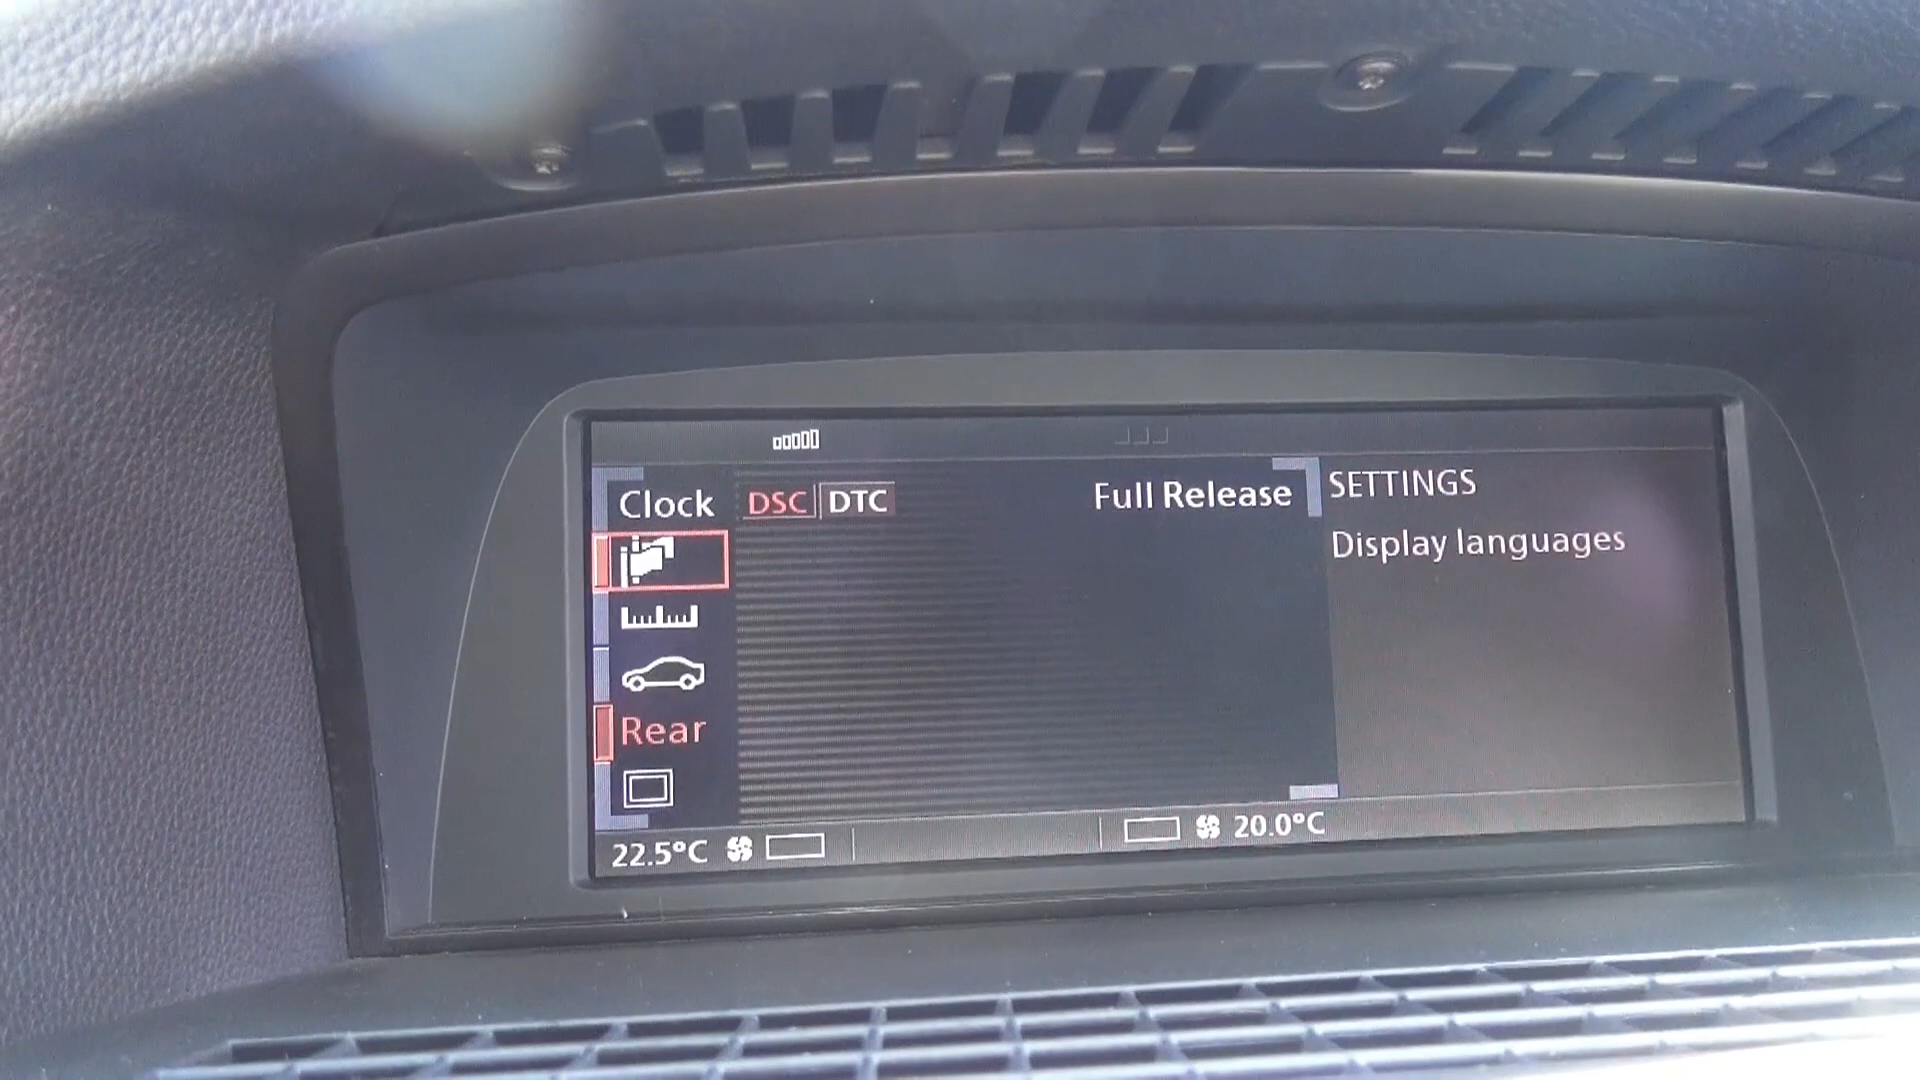 Clock DSC DTC Full Release
Rear
SETTINGS
Display languages
22.5°C 20.0°C